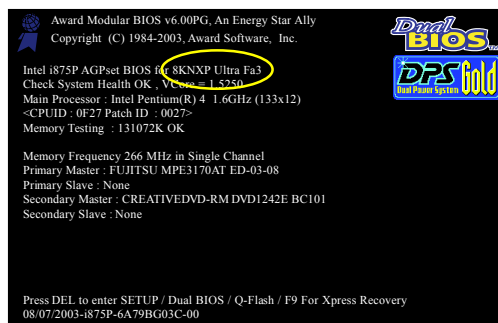 Award Modular BIOS v6.00PG, An Energy Star Ally
Copyright (C) 1984-2003, Award Software, Inc.
Dual
BIOS
Intel i875P AGPset BIOS for 8KNXP Ultra Fa3
Check System Health OK , VCore = 1.5250
Main Processor : Intel Pentium(R) 4 1.6GHz (133x12)
<CPUID : 0F27 Patch ID : 0027>
Memory Testing : 131072K OK
DPS Gold
Dual Power System
Memory Frequency 266 MHz in Single Channel
Primary Master : FUJITSU MPE3170AT ED-03-08
Primary Slave : None
Secondary Master : CREATIVEDVD-RM DVD1242E BC101
Secondary Slave : None
Press DEL to enter SETUP / Dual BIOS / Q-Flash / F9 For Xpress Recovery
08/07/2003-i875P-6A79BG03C-00